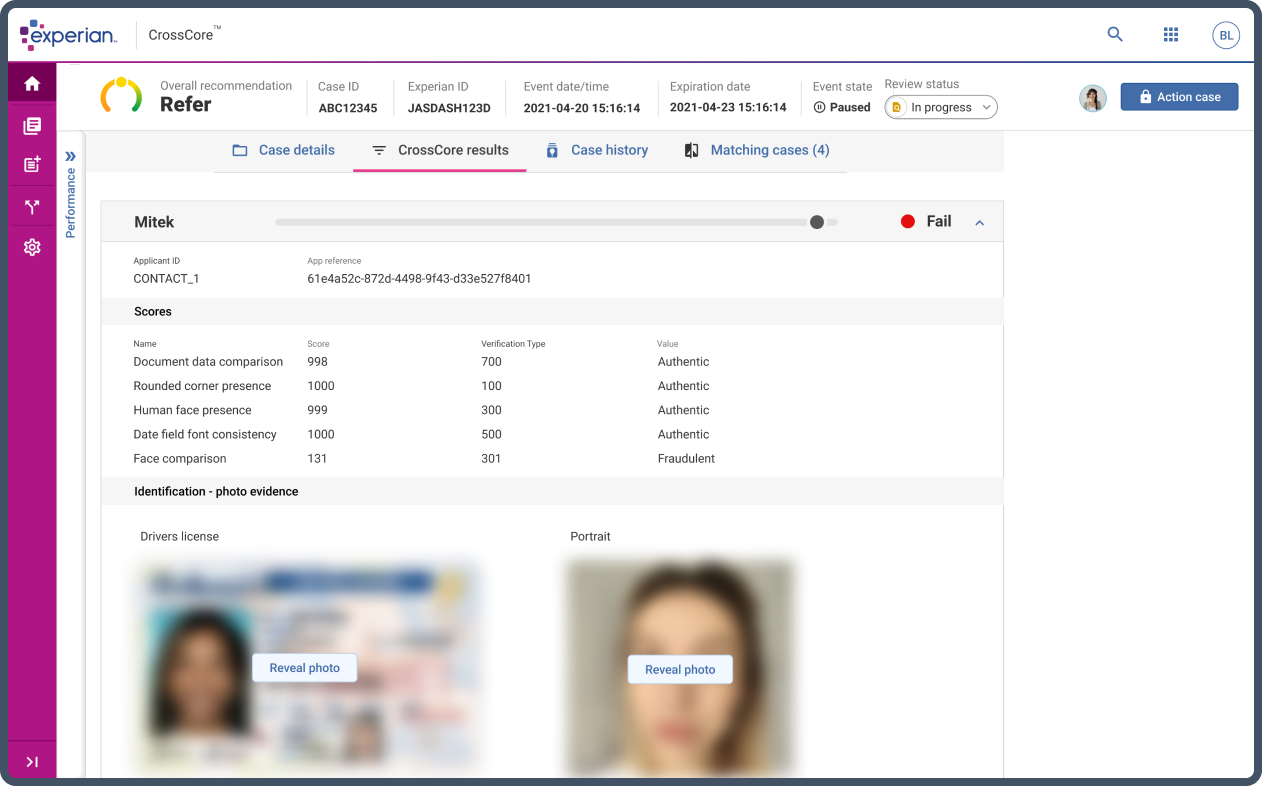 experian.
CrossCore™
BL
Overall recommendation
Refer
Case ID
ABC12345
Experian ID
JASDASH123D
Event date/time
2021-04-20 15:16:14
Expiration date
2021-04-23 15:16:14
Event state
Paused
Review status
In progress
Action case
Performance
Case details
CrossCore results
Case history
Matching cases (4)
Mitek
Fail
Applicant ID App reference
CONTACT_1 61e4a52c-872d-4498-9f43-d33e527f8401
Scores
Name Score Verification Type Value
Document data comparison 998 700 Authentic
Rounded corner presence 1000 100 Authentic
Human face presence 999 300 Authentic
Date field font consistency 1000 500 Authentic
Face comparison 131 301 Fraudulent
Identification - photo evidence
Drivers license Portrait
Reveal photo Reveal photo